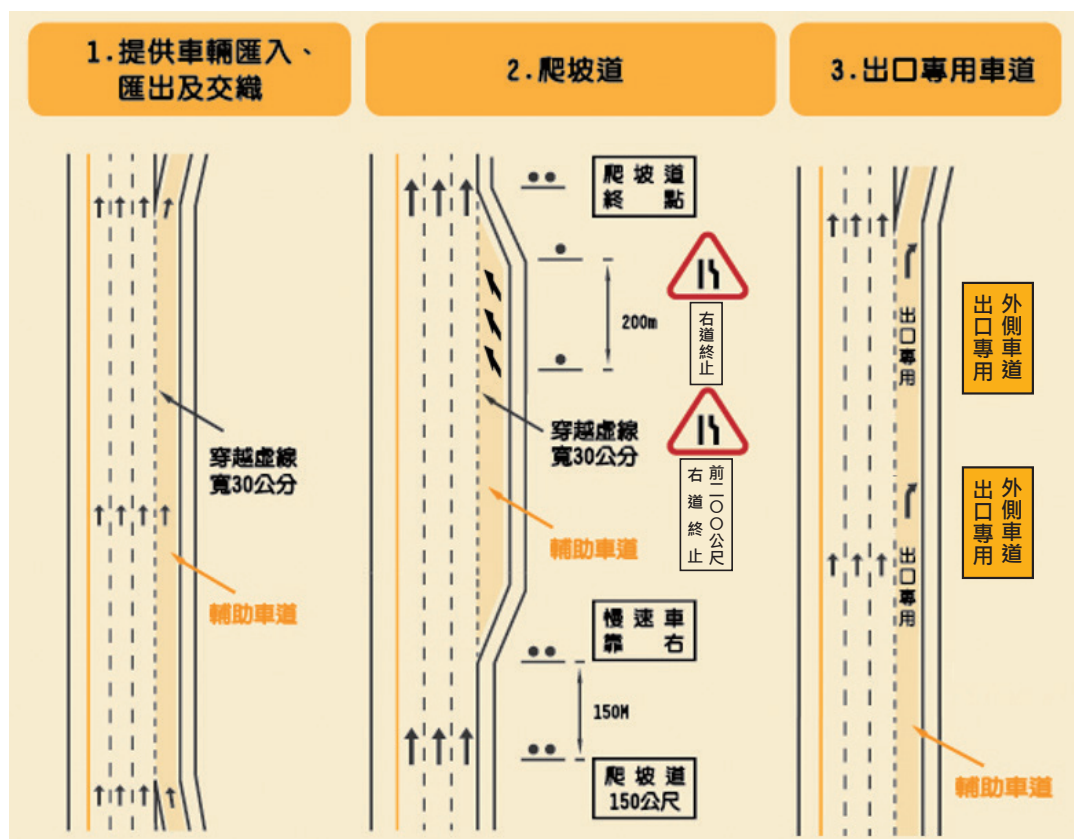 1.提供車輛匯入、
匯出及交織
穿越虛線
寬30公分
輔助車道
2.爬坡道
爬坡道
終點
200m
右道終止
前二〇〇公尺
右道終止
穿越虛線
寬30公分
輔助車道
慢速車
靠右
150M
爬坡道
150公尺
3.出口專用車道
出口專用
外側車道
出口專用
外側車道
出口專用
出口專用
輔助車道